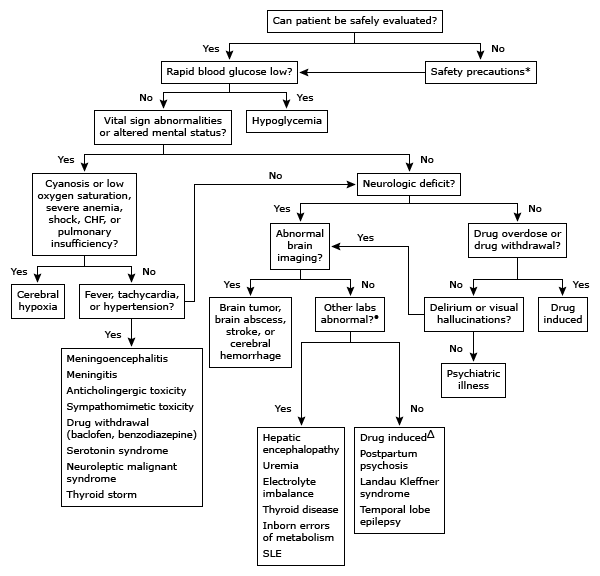 Can patient be safely evaluated?
Yes
No
Rapid blood glucose low?
Safety precautions*
No
Yes
Vital sign abnormalities
or altered mental status?
Hypoglycemia
Yes
No
Cyanosis or low
oxygen saturation,
severe anemia,
shock, CHF, or
pulmonary
insufficiency?
No
Neurologic deficit?
Yes
No
Abnormal
brain
imaging?
Yes
Drug overdose or
drug withdrawal?
Yes
No
Cerebral
hypoxia
Fever, tachycardia,
or hypertension?
Yes
No
Brain tumor,
brain abscess,
stroke, or
cerebral
hemorrhage
Other labs
abnormal?•
No
Yes
Delirium or visual
hallucinations?
Drug
induced
Yes
Meningoencephalitis
Meningitis
Anticholingergic toxicity
Sympathomimetic toxicity
Drug withdrawal
(baclofen, benzodiazepine)
Serotonin syndrome
Neuroleptic malignant
syndrome
Thyroid storm
No
Psychiatric
illness
Yes
No
Hepatic
encephalopathy
Uremia
Electrolyte
imbalance
Thyroid disease
Inborn errors
of metabolism
SLE
Drug inducedΔ
Postpartum
psychosis
Landau Kleffner
syndrome
Temporal lobe
epilepsy